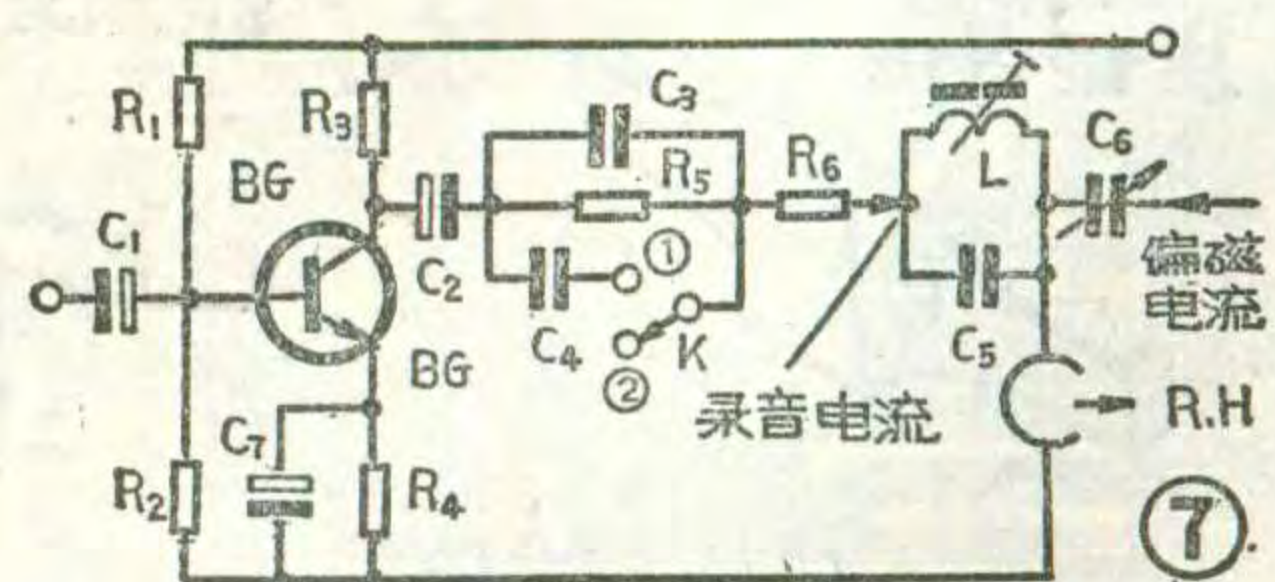 R₁
R₃
C₃
BG
R₅
R₆
L
C₆
C₁
C₂
①
偏磁
电流
C₄
K
C₅
②
BG
录音电流
R.H
C₇
R₂
R₄
⑦.